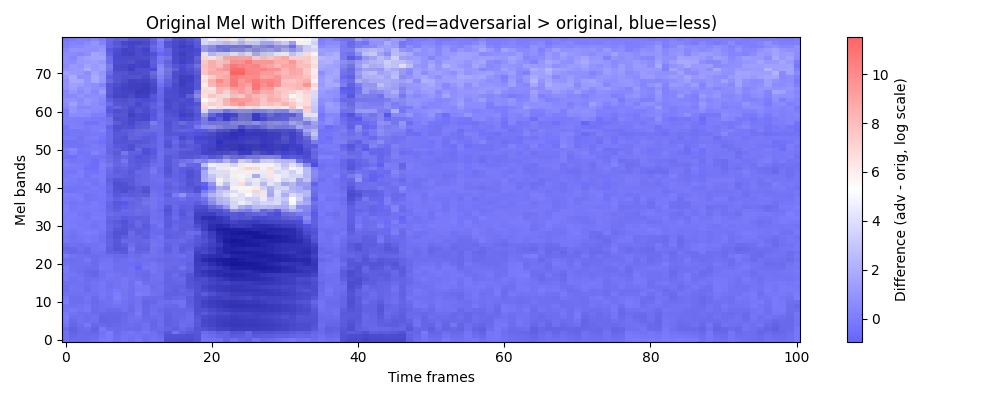 Original Mel with Differences (red=adversarial > original, blue=less)
70
60
50
40
30
20
10
0
Mel bands
0 20 40 60 80 100
Time frames
10
8
6
4
2
0
Difference (adv - orig, log scale)